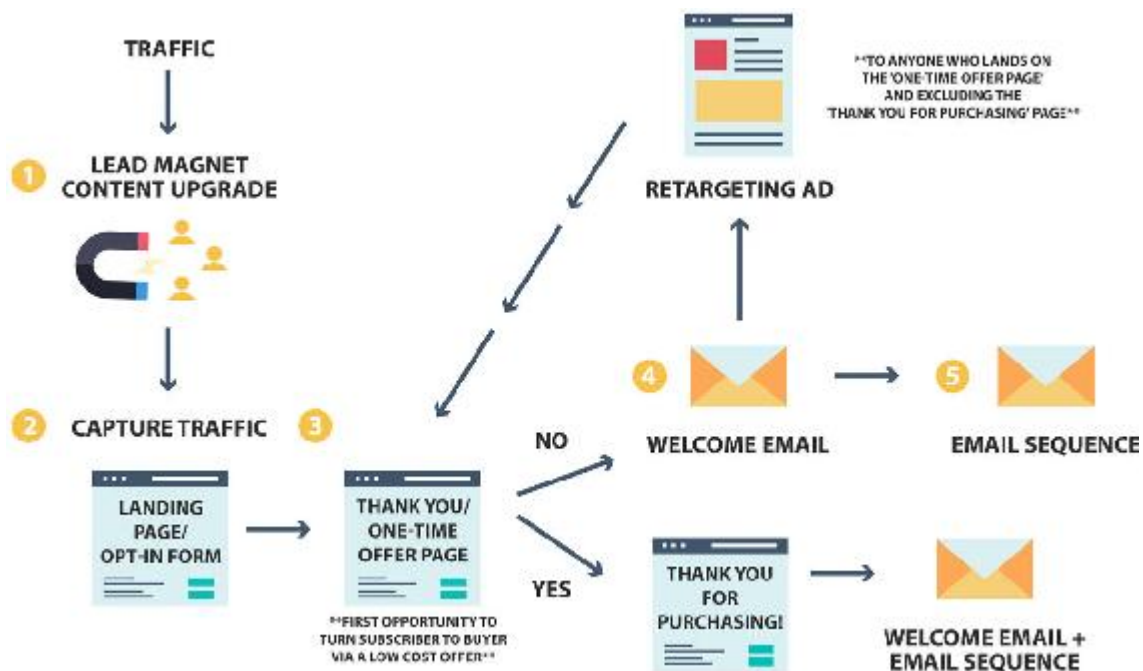 TRAFFIC
1
LEAD MAGNET
CONTENT UPGRADE
2
CAPTURE TRAFFIC
LANDING
PAGE/
OPT-IN FORM
3
THANK YOU/
ONE-TIME
OFFER PAGE
**FIRST OPPORTUNITY TO
TURN SUBSCRIBER TO BUYER
VIA A LOW COST OFFER**
NO
YES
4
WELCOME EMAIL
5
EMAIL SEQUENCE
RETARGETING AD
**TO ANYONE WHO LANDS ON
THE 'ONE-TIME OFFER PAGE'
AND EXCLUDING THE
'THANK YOU FOR PURCHASING' PAGE**
THANK YOU
FOR
PURCHASING!
WELCOME EMAIL +
EMAIL SEQUENCE